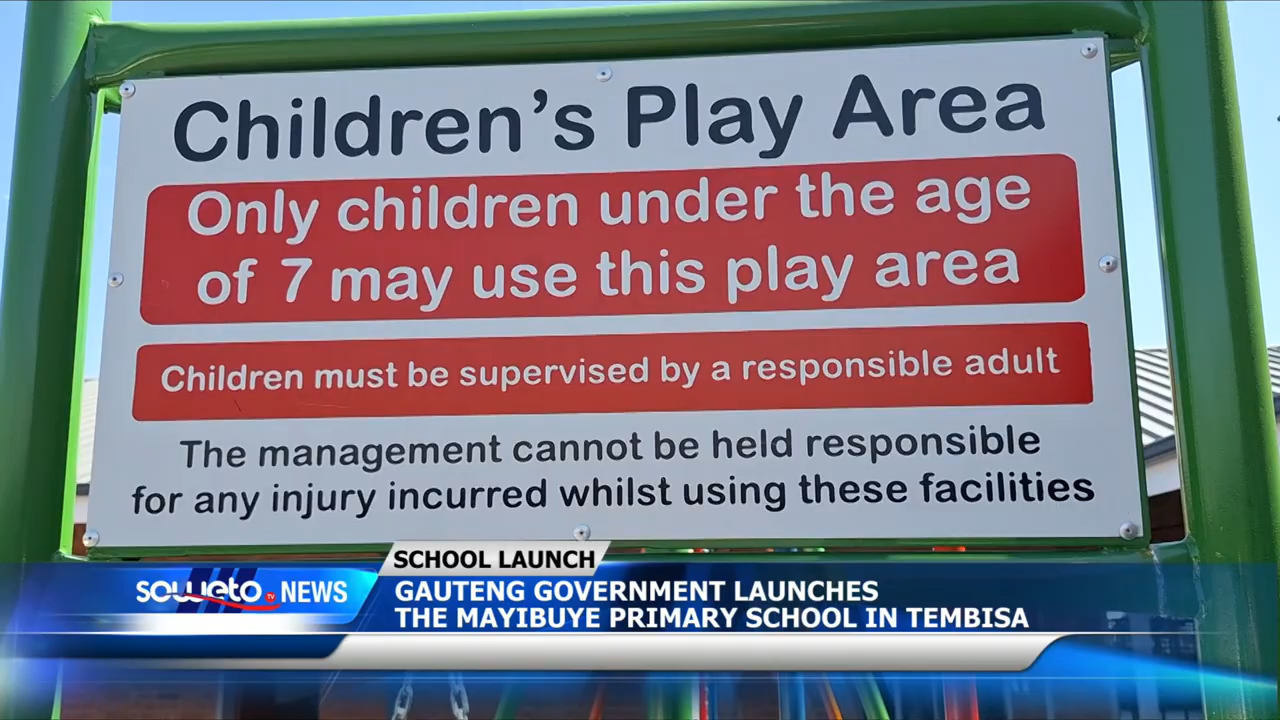 Children's Play Area
Only children under the age
of 7 may use this play area
Children must be supervised by a responsible adult
The management cannot be held responsible
for any injury incurred whilst using these facilities
SCHOOL LAUNCH
soweto tv NEWS
GAUTENG GOVERNMENT LAUNCHES
THE MAYIBUYE PRIMARY SCHOOL IN TEMBISA